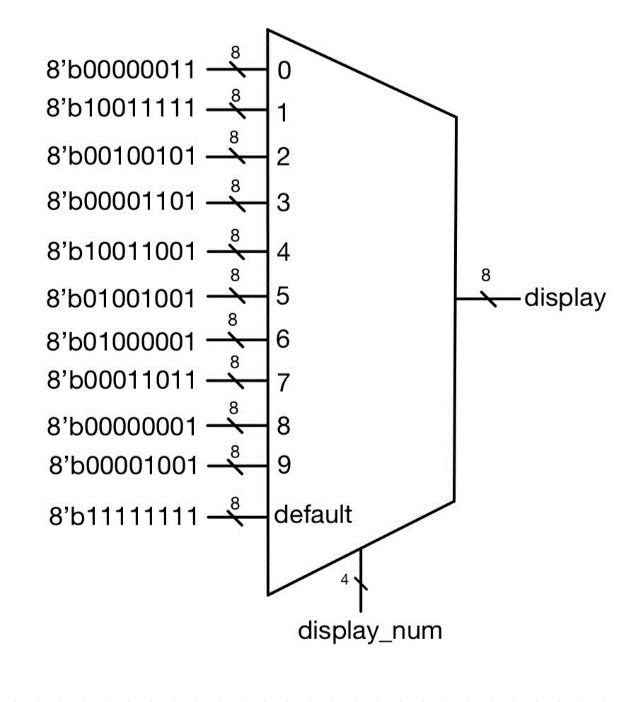 8
8'b00000011 0
8
8'b10011111 1
8
8'b00100101 2
8
8'b00001101 3
8
8'b10011001 4
8
8'b01001001 5
8
8'b01000001 6
8
8'b00011011 7
8
8'b00000001 8
8
8'b00001001 9
8
8'b11111111 default
8
display
4
display_num